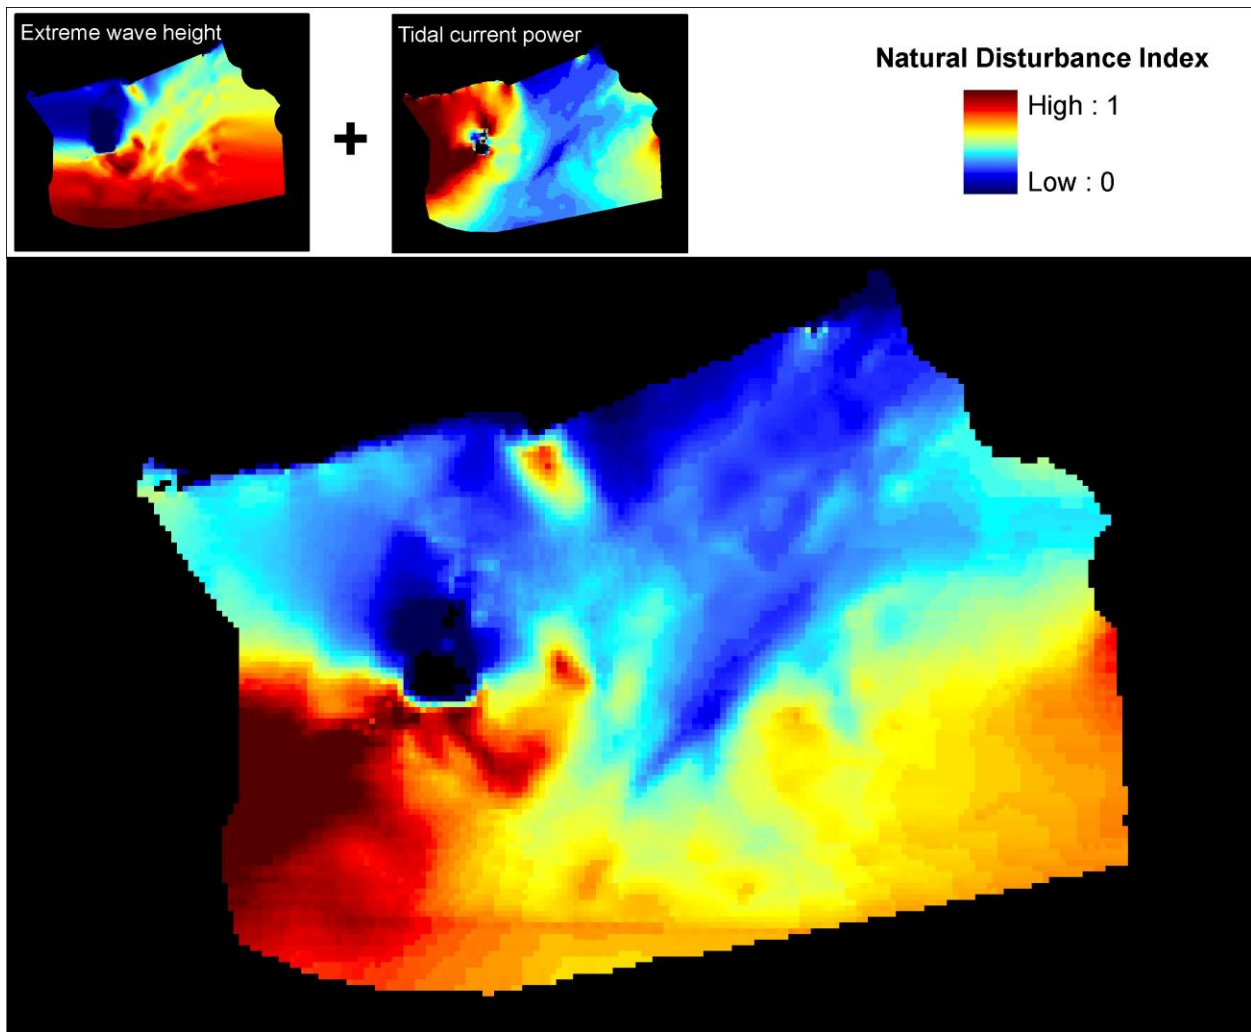 Extreme wave height
+
Tidal current power
Natural Disturbance Index
High : 1
Low : 0